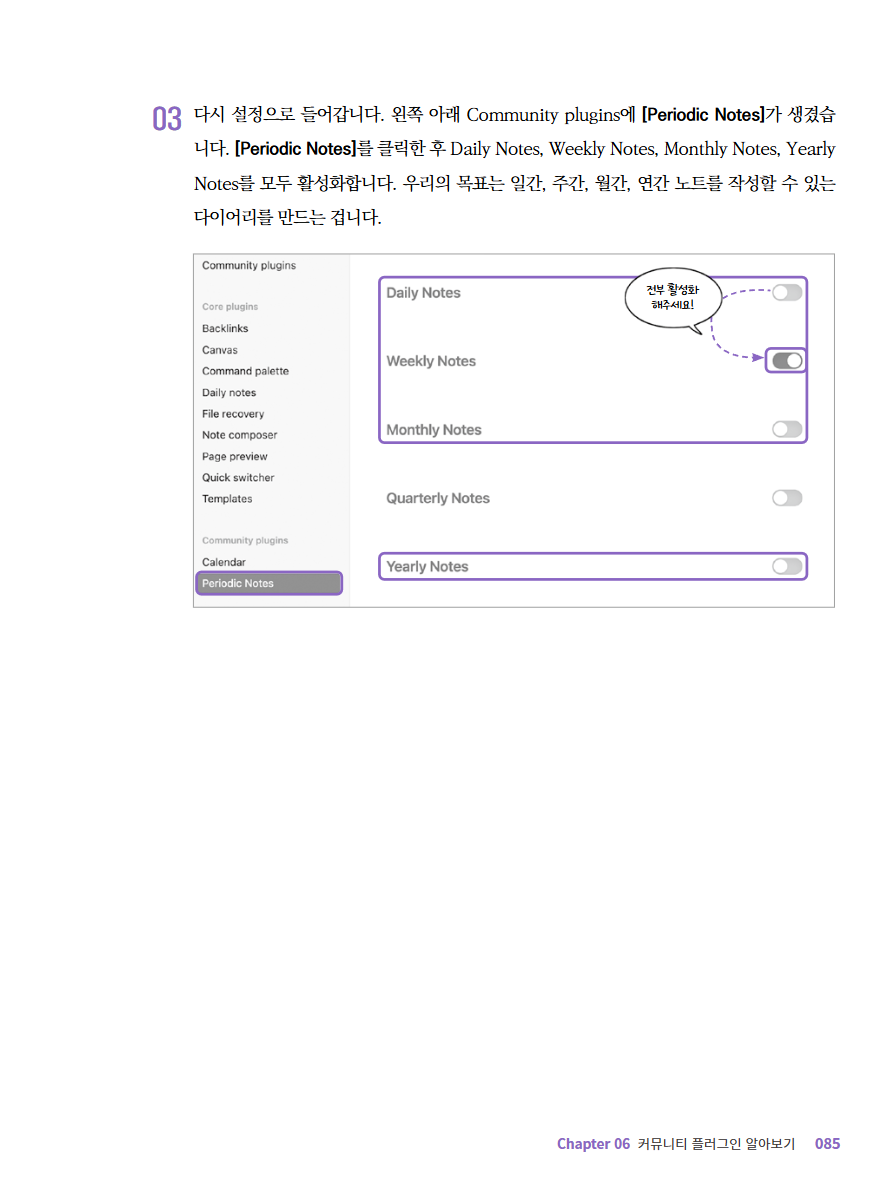 03 다시 설정으로 들어갑니다. 왼쪽 아래 Community plugins에 [Periodic Notes]가 생겼습
니다. [Periodic Notes]를 클릭한 후 Daily Notes, Weekly Notes, Monthly Notes, Yearly
Notes를 모두 활성화합니다. 우리의 목표는 일간, 주간, 월간, 연간 노트를 작성할 수 있는
다이어리를 만드는 겁니다.
Community plugins
Core plugins
Backlinks
Canvas
Command palette
Daily notes
File recovery
Note composer
Page preview
Quick switcher
Templates
Community plugins
Calendar
Periodic Notes
Daily Notes
전부 활성화
해주세요!
Weekly Notes
Monthly Notes
Quarterly Notes
Yearly Notes
Chapter 06 커뮤니티 플러그인 알아보기 085